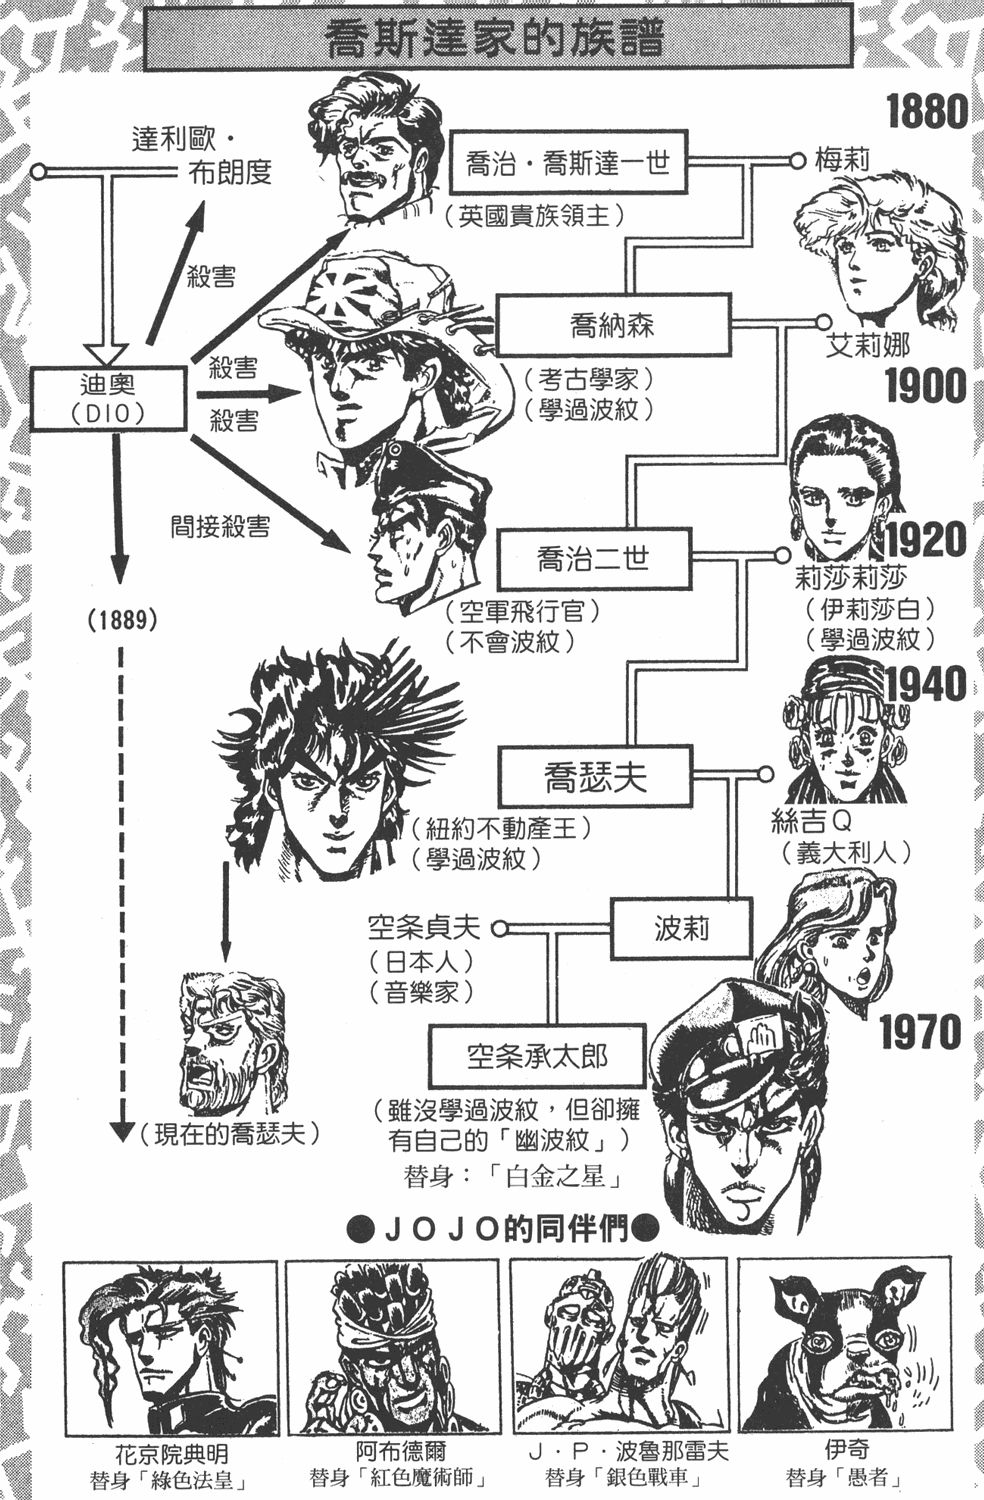 喬斯達家的族譜
1880
達利歐·
布朗度
喬治·喬斯達一世
梅莉
(英國貴族領主)
殺害
喬納森
艾莉娜
(考古學家)
(學過波紋)
1900
殺害
殺害
迪奧
(DIO)
間接殺害
喬治二世
1920
莉莎莉莎
(伊莉莎白)
(學過波紋)
(空軍飛行官)
(不會波紋)
(1889)
1940
喬瑟夫
絲吉Q
(義大利人)
(紐約不動產王)
(學過波紋)
空条貞夫
(日本人)
(音樂家)
波莉
1970
空条承太郎
(雖沒學過波紋,但卻擁
有自己的「幽波紋」)
替身:「白金之星」
(現在的喬瑟夫)
●JOJO的同伴們●
花京院典明
替身「綠色法皇」
阿布德爾
替身「紅色魔術師」
J·P·波魯那雷夫
替身「銀色戰車」
伊奇
替身「愚者」